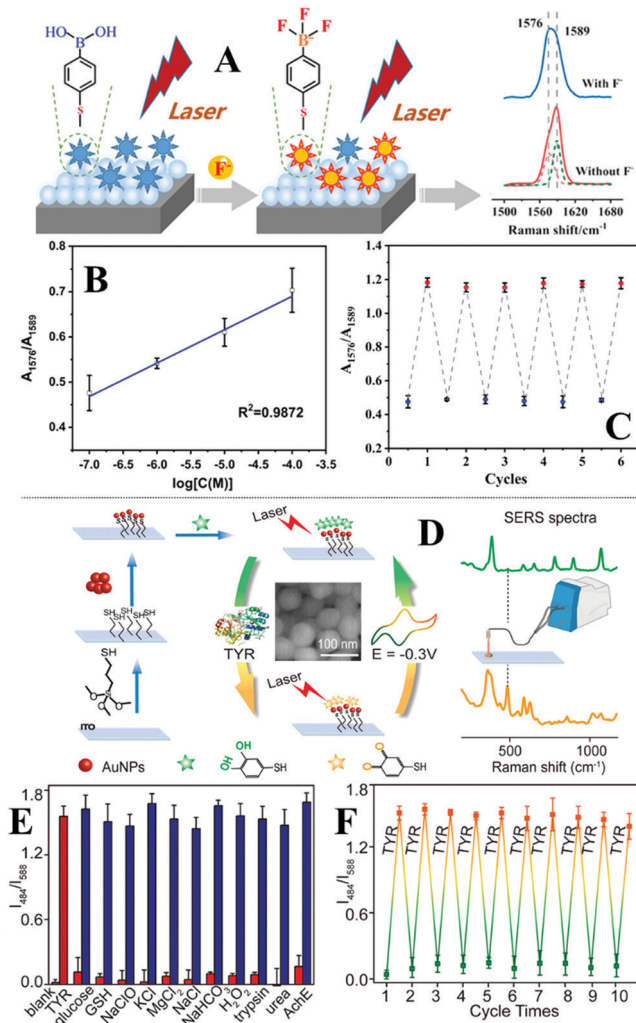 HO OH
B
S
A
Laser
F F F
B-
S
Laser
F-
1576 1589
With F-
Without F-
1500 1560 1620 1680
Raman shift/cm-1
B
A1576/A1589
0.8
0.7
0.6
0.5
0.4
R2=0.9872
-7.0 -6.5 -6.0 -5.5 -5.0 -4.5 -4.0 -3.5
log[C(M)]
C
A1576/A1589
1.4
1.2
1.0
0.8
0.6
0.4
0 1 2 3 4 5 6
Cycles
D
Laser
SERS spectra
S S S S S
SH SH SH SH SH
TYR
100 nm
E = -0.3V
SH
Laser
O Si O
O
ITO
500 1000
Raman shift (cm-1)
AuNPs
OH
OH
SH
O
O
SH
E
I484/I588
1.8
1.2
0.6
0.0
blank
TYR
glucose
GSH
NaClO
KCl
MgCl2
NaCl
NaHCO3
H2O2
trypsin
urea
AchE
F
I484/I588
1.8
1.2
0.6
0.0
TYR TYR TYR TYR TYR TYR TYR TYR TYR TYR
1 2 3 4 5 6 7 8 9 10
Cycle Times